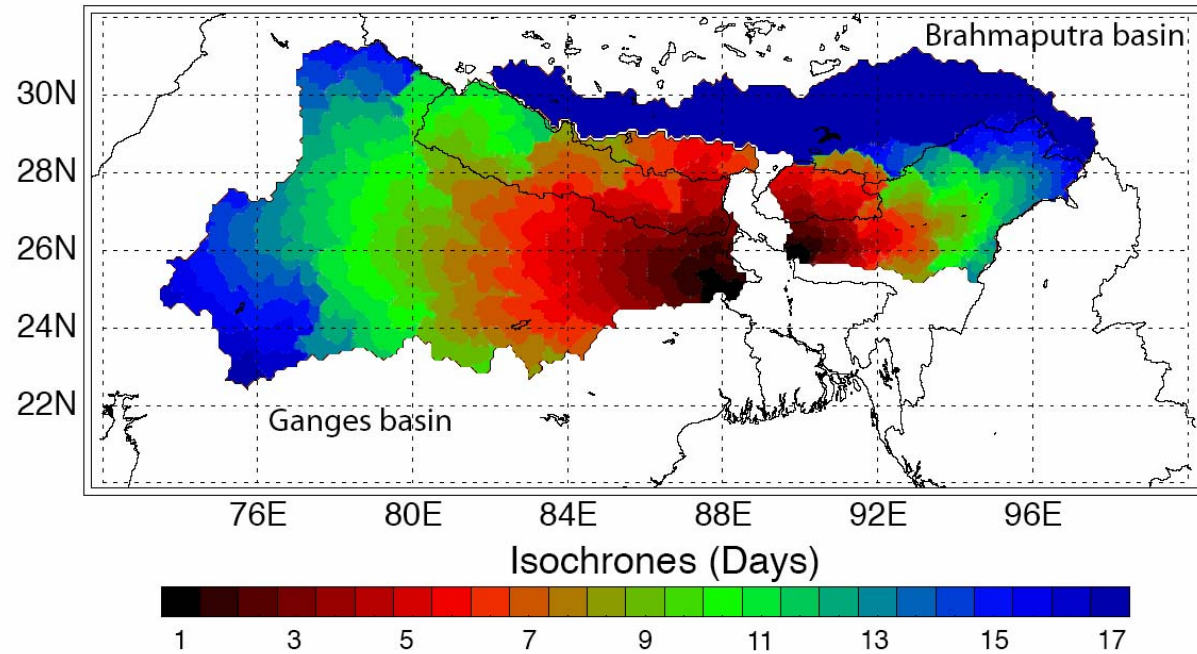 Brahmaputra basin
30N
28N
26N
24N
22N
Ganges basin
76E 80E 84E 88E 92E 96E
Isochrones (Days)
1 3 5 7 9 11 13 15 17